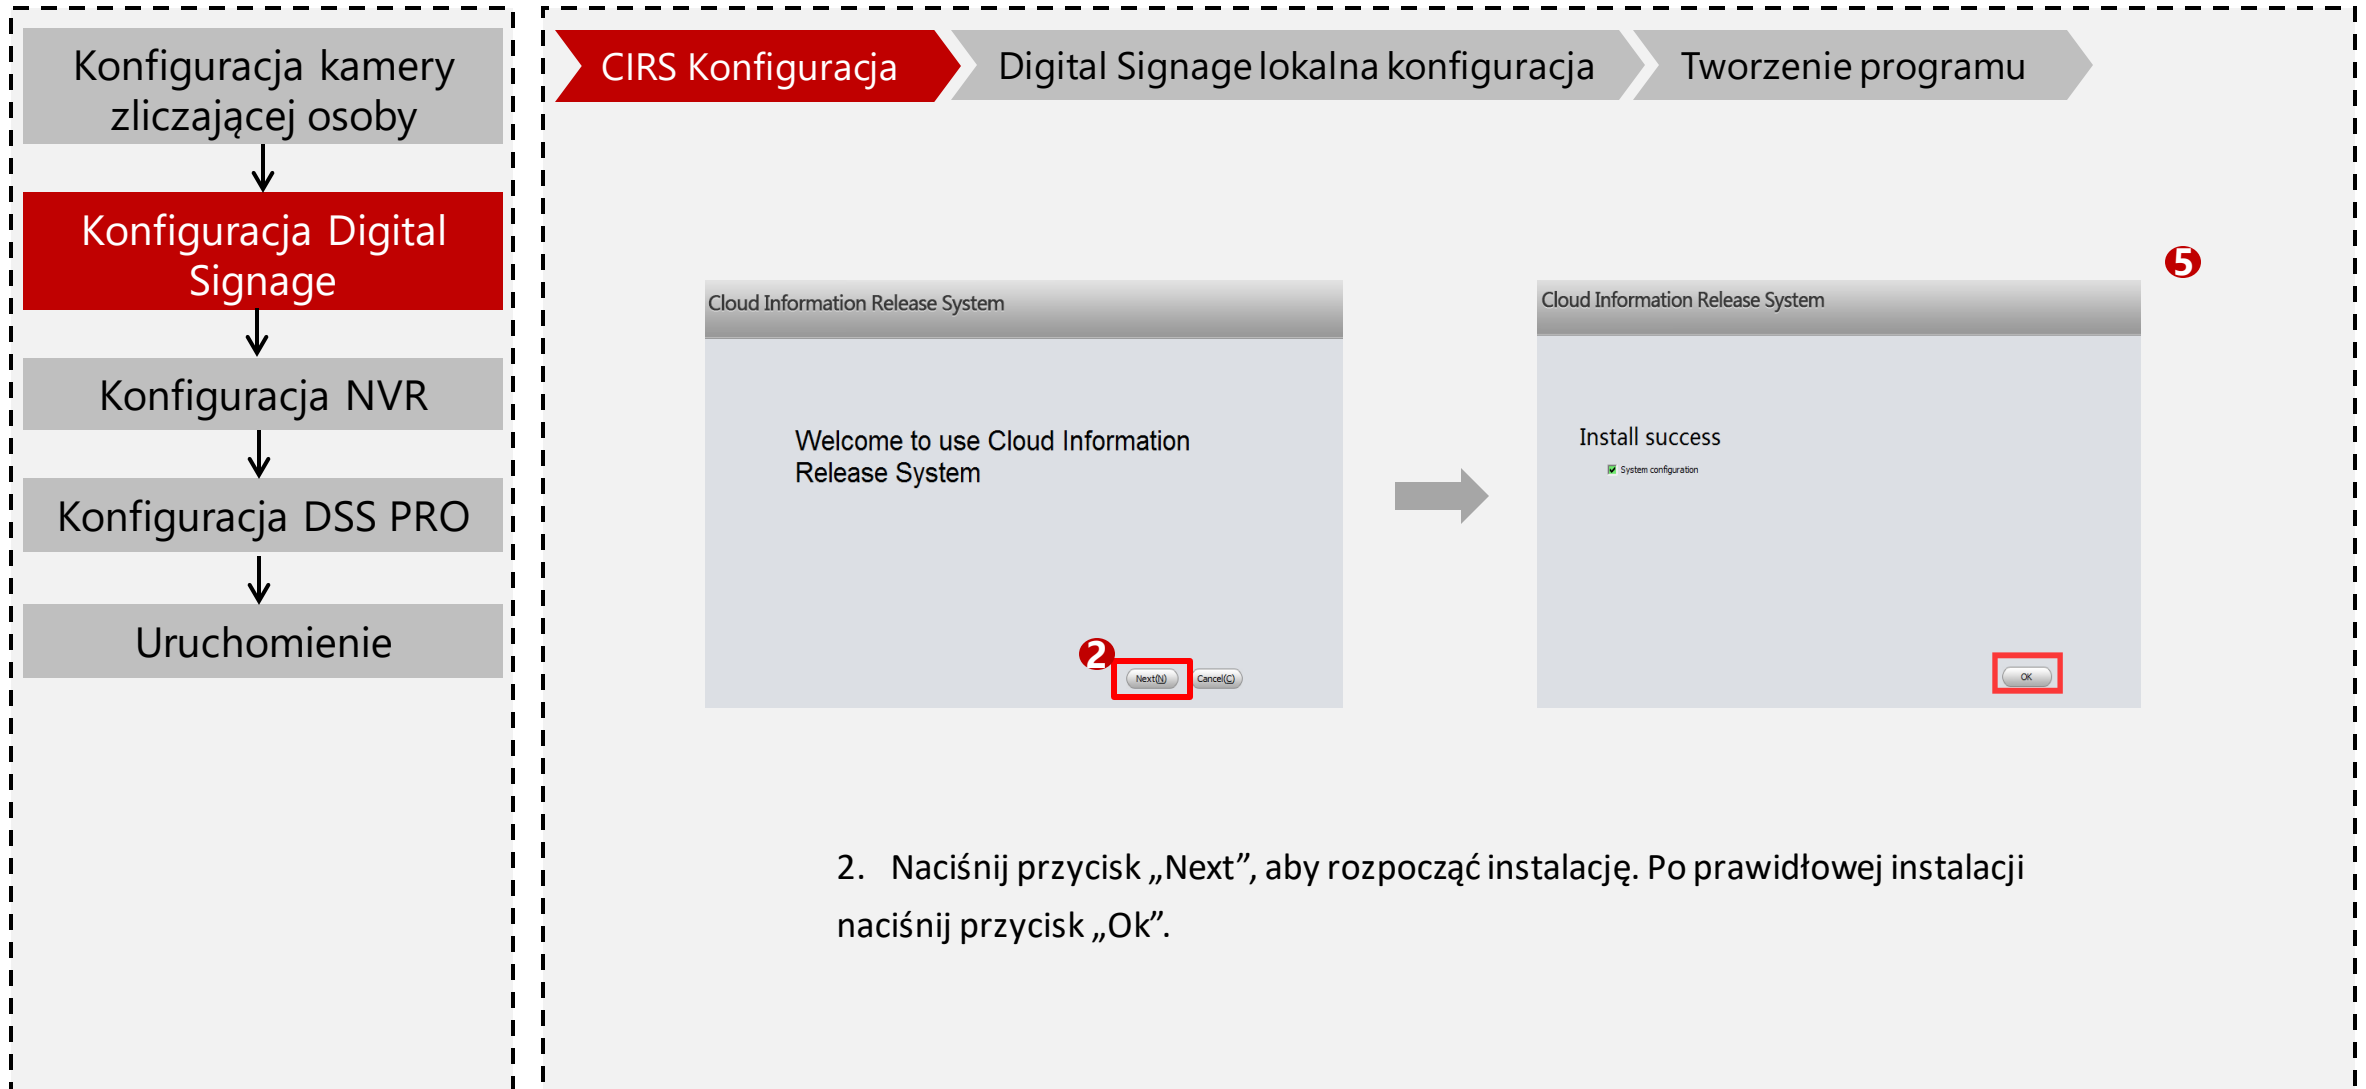 Konfiguracja kamery
zliczającej osoby
Konfiguracja Digital
Signage
Konfiguracja NVR
Konfiguracja DSS PRO
Uruchomienie
CIRS Konfiguracja
Digital Signage lokalna konfiguracja
Tworzenie programu
5
Cloud Information Release System
Welcome to use Cloud Information
Release System
2
Next(N)
Cancel(C)
Cloud Information Release System
Install success
System configuration
OK
2. Naciśnij przycisk „Next”, aby rozpocząć instalację. Po prawidłowej instalacji
naciśnij przycisk „Ok”.